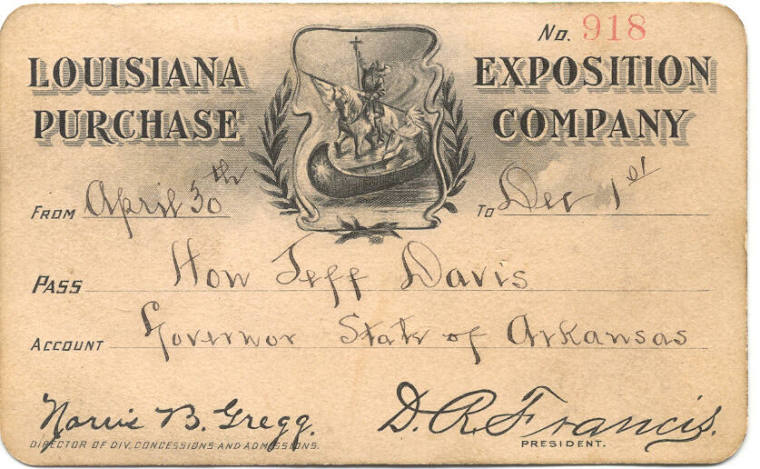 No. 918
LOUISIANA EXPOSITION
PURCHASE COMPANY
FROM April 30th TO Dec 1st
PASS Hon Jeff Davis
ACCOUNT Governor State of Arkansas
Norris B. Gregg. D. R. Francis.
DIRECTOR OF DIV. CONCESSIONS AND ADMISSIONS. PRESIDENT.